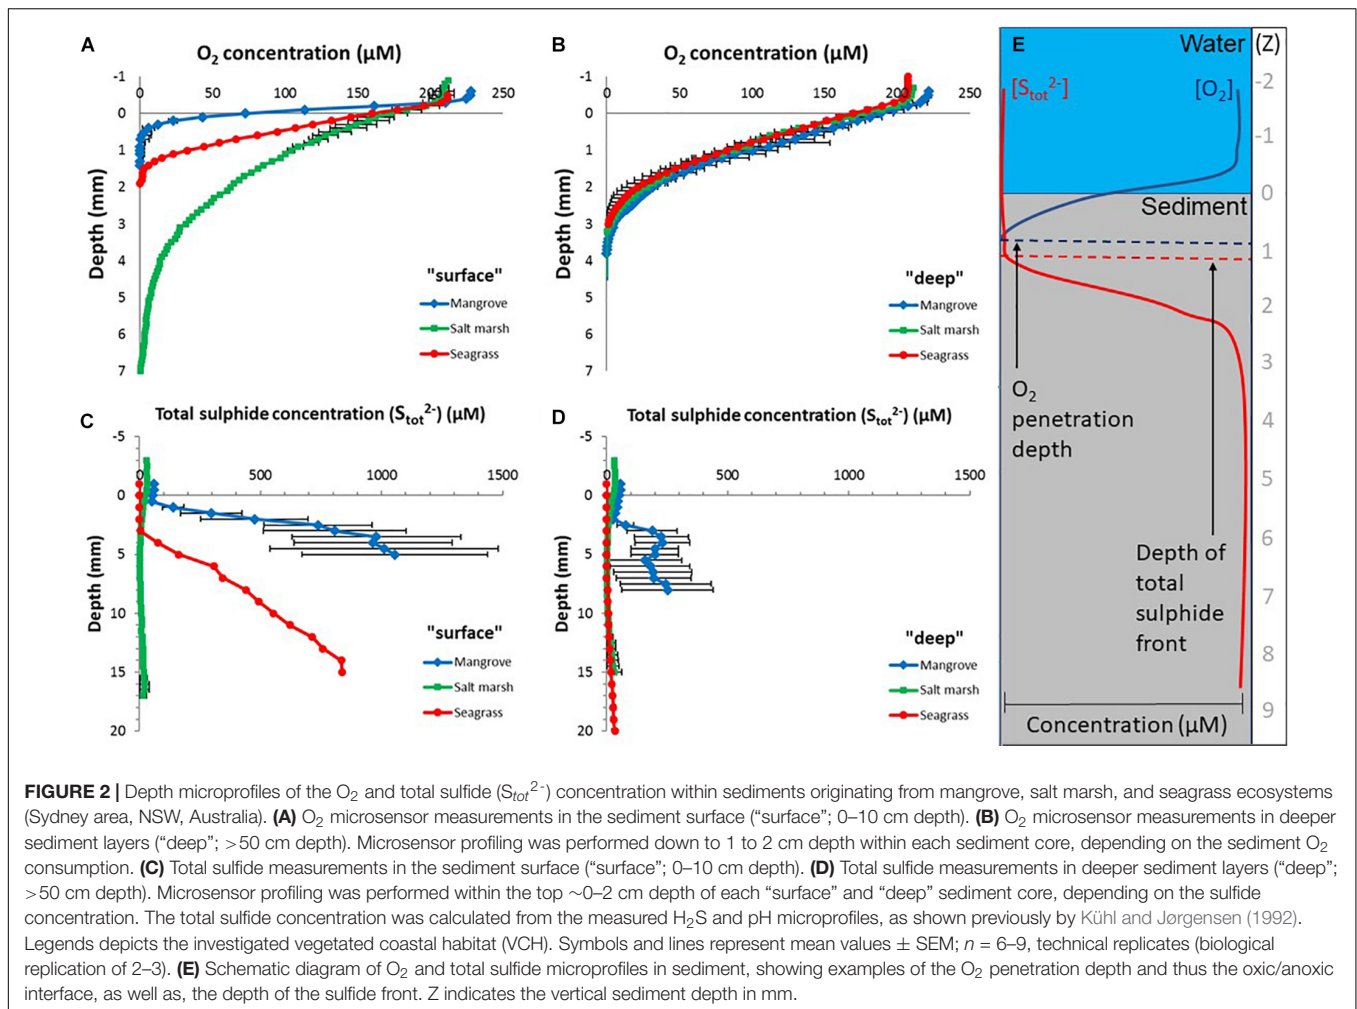 A
O₂ concentration (µM)
-1
0
50
100
150
200
250
0
1
2
3
4
5
6
7
Depth (mm)
"surface"
Mangrove
Salt marsh
Seagrass
B
O₂ concentration (µM)
-1
0
50
100
150
200
250
0
1
2
3
4
5
6
7
Depth (mm)
"deep"
Mangrove
Salt marsh
Seagrass
C
Total sulphide concentration (Sₜₒₜ²⁻) (µM)
-5
0
500
1000
1500
0
5
10
15
20
Depth (mm)
"surface"
Mangrove
Salt marsh
Seagrass
D
Total sulphide concentration (Sₜₒₜ²⁻) (µM)
-5
0
500
1000
1500
0
5
10
15
20
Depth (mm)
"deep"
Mangrove
Salt marsh
Seagrass
E
Water
(Z)
[Sₜₒₜ²⁻]
[O₂]
-2
-1
0
Sediment
1
2
3
4
5
6
7
8
9
O₂
penetration
depth
Depth of
total
sulphide
front
Concentration (µM)
FIGURE 2 | Depth microprofiles of the O₂ and total sulfide (Sₜₒₜ²⁻) concentration within sediments originating from mangrove, salt marsh, and seagrass ecosystems
(Sydney area, NSW, Australia). (A) O₂ microsensor measurements in the sediment surface (“surface”; 0–10 cm depth). (B) O₂ microsensor measurements in deeper
sediment layers (“deep”; >50 cm depth). Microsensor profiling was performed down to 1 to 2 cm depth within each sediment core, depending on the sediment O₂
consumption. (C) Total sulfide measurements in the sediment surface (“surface”; 0–10 cm depth). (D) Total sulfide measurements in deeper sediment layers (“deep”;
>50 cm depth). Microsensor profiling was performed within the top ∼0–2 cm depth of each “surface” and “deep” sediment core, depending on the sulfide
concentration. The total sulfide concentration was calculated from the measured H₂S and pH microprofiles, as shown previously by Kühl and Jørgensen (1992).
Legends depicts the investigated vegetated coastal habitat (VCH). Symbols and lines represent mean values ± SEM; n = 6–9, technical replicates (biological
replication of 2–3). (E) Schematic diagram of O₂ and total sulfide microprofiles in sediment, showing examples of the O₂ penetration depth and thus the oxic/anoxic
interface, as well as, the depth of the sulfide front. Z indicates the vertical sediment depth in mm.